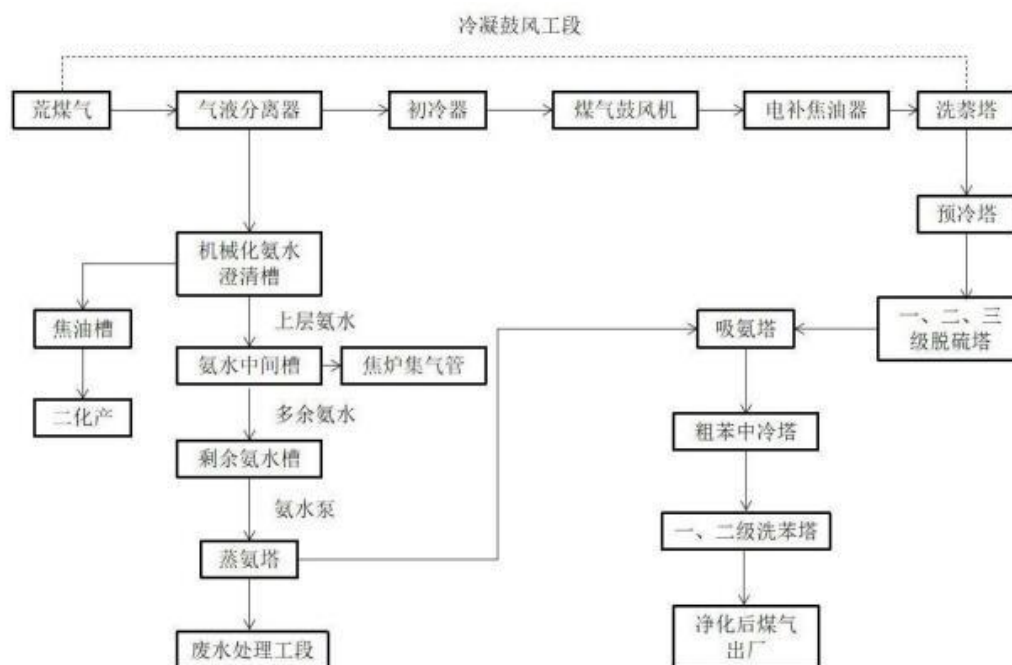 冷凝鼓风工段
荒煤气
气液分离器
初冷器
煤气鼓风机
电补焦油器
洗萘塔
预冷塔
机械化氨水
澄清槽
焦油槽
上层氨水
吸氨塔
一、二、三
级脱硫塔
氨水中间槽
焦炉集气管
二化产
多余氨水
粗苯中冷塔
剩余氨水槽
氨水泵
一、二级洗苯塔
蒸氨塔
净化后煤气
出厂
废水处理工段